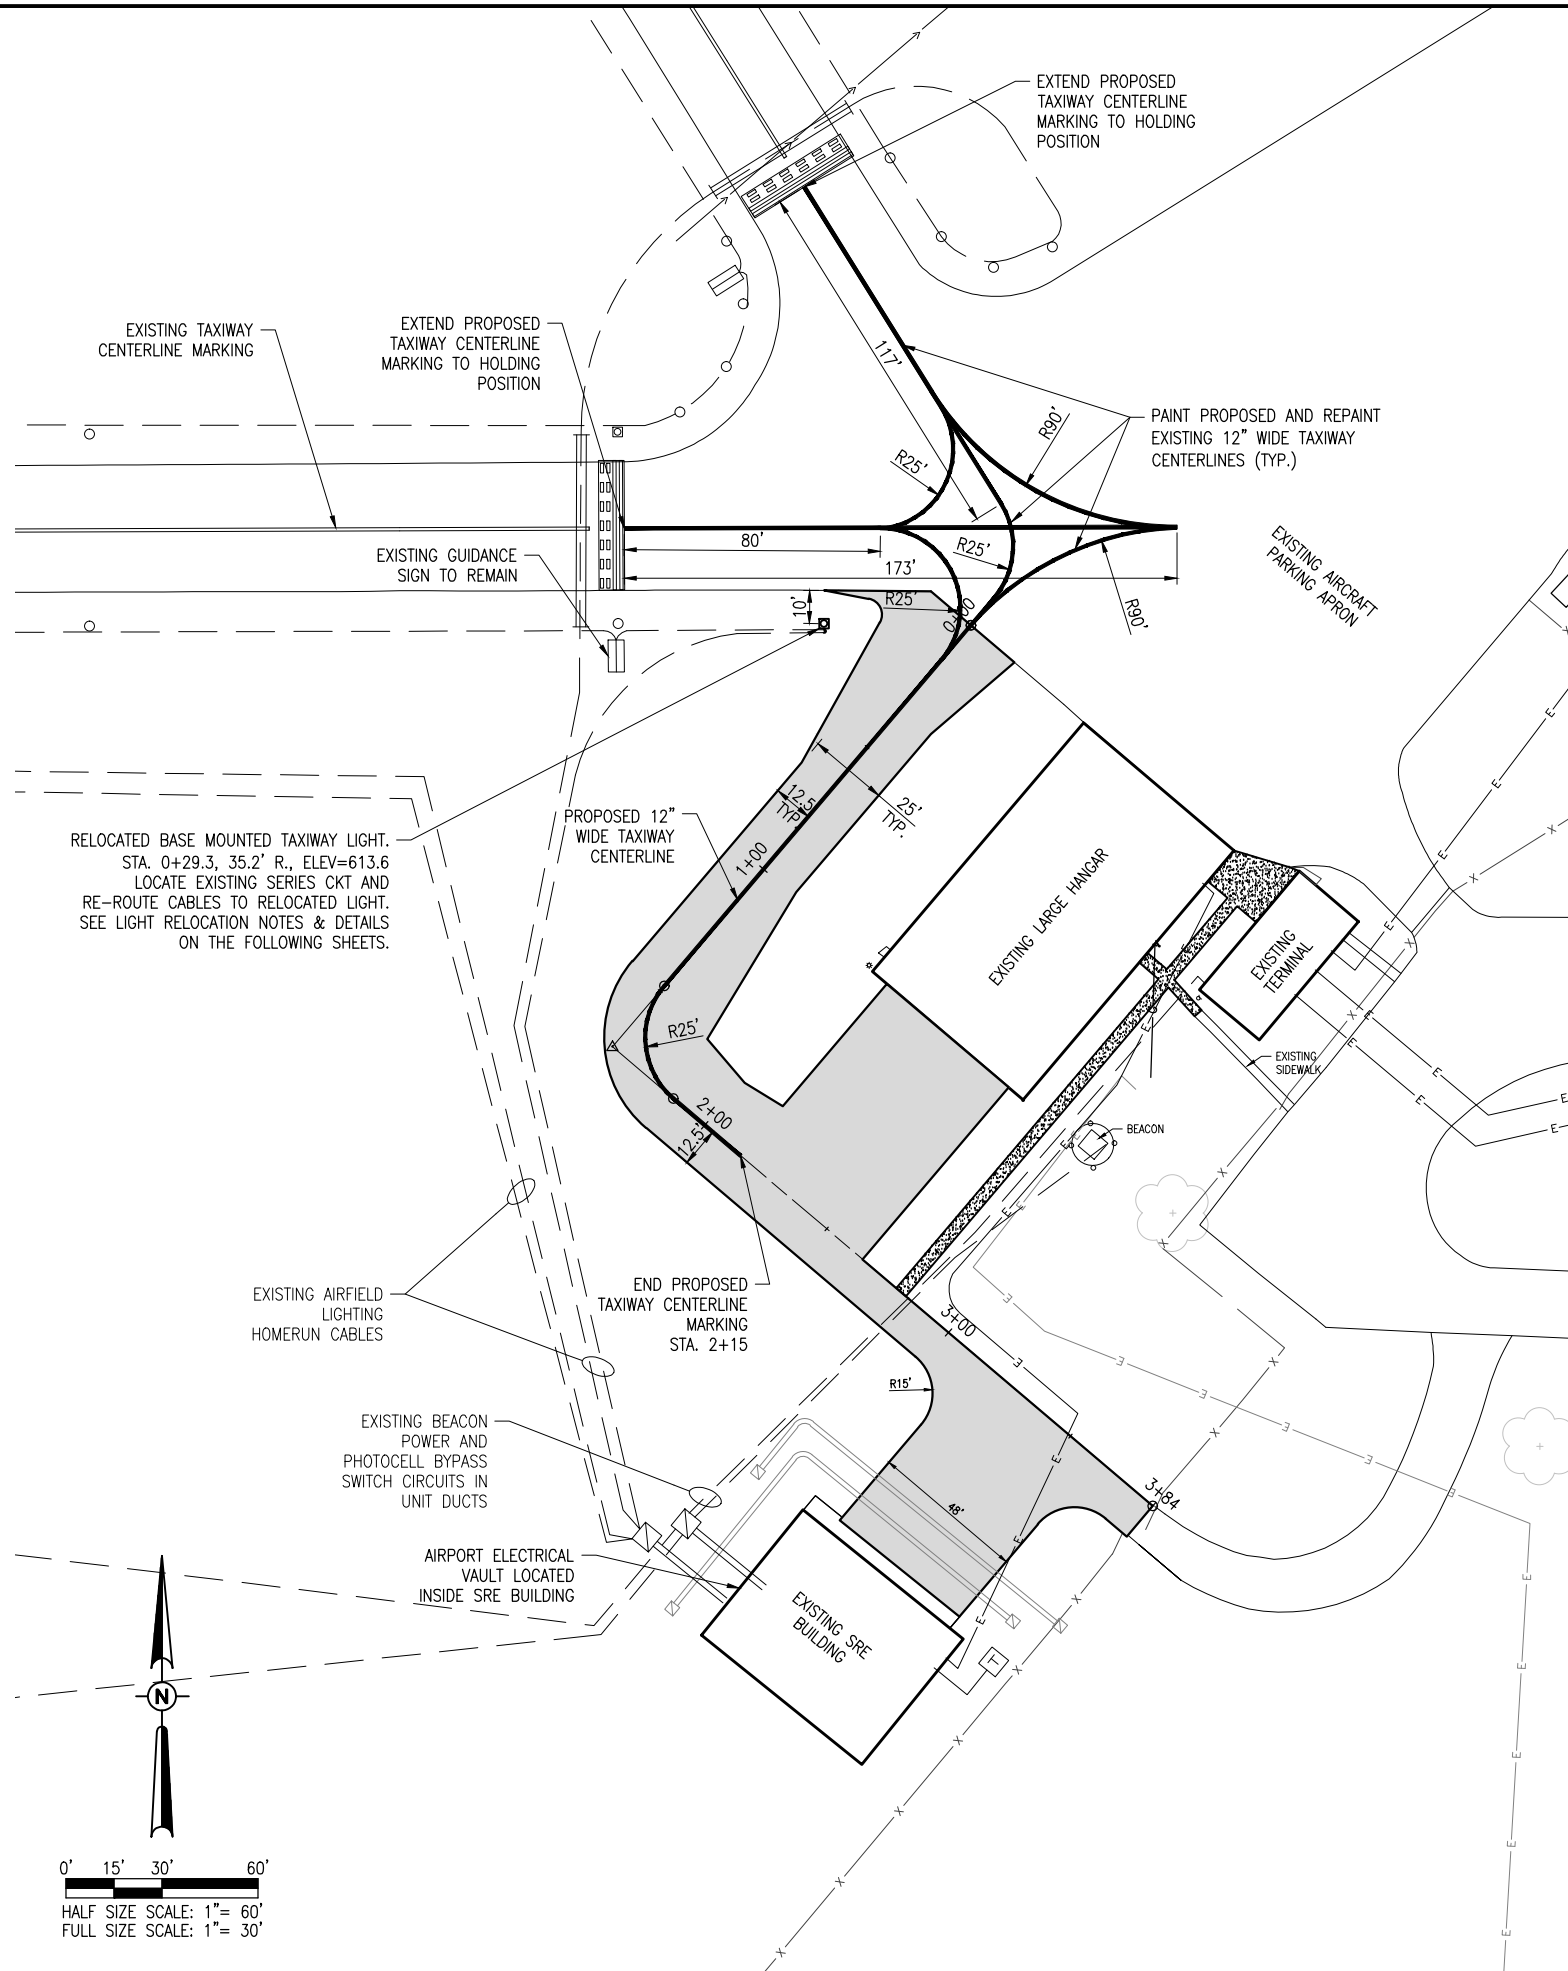 EXTEND PROPOSED
TAXIWAY CENTERLINE
MARKING TO HOLDING
POSITION
EXISTING TAXIWAY
CENTERLINE MARKING
EXTEND PROPOSED
TAXIWAY CENTERLINE
MARKING TO HOLDING
POSITION
117'
R90'
R25'
PAINT PROPOSED AND REPAINT
EXISTING 12" WIDE TAXIWAY
CENTERLINES (TYP.)
EXISTING GUIDANCE
SIGN TO REMAIN
80'
R25'
173'
EXISTING AIRCRAFT
PARKING APRON
10'
R25'
0+00
R90'
12.5'
TYP.
25'
TYP.
PROPOSED 12"
WIDE TAXIWAY
CENTERLINE
1+00
RELOCATED BASE MOUNTED TAXIWAY LIGHT.
STA. 0+29.3, 35.2' R., ELEV=613.6
LOCATE EXISTING SERIES CKT AND
RE-ROUTE CABLES TO RELOCATED LIGHT.
SEE LIGHT RELOCATION NOTES & DETAILS
ON THE FOLLOWING SHEETS.
EXISTING LARGE HANGAR
EXISTING
TERMINAL
R25'
EXISTING
SIDEWALK
2+00
12.5'
BEACON
EXISTING AIRFIELD
LIGHTING
HOMERUN CABLES
END PROPOSED
TAXIWAY CENTERLINE
MARKING
STA. 2+15
3+00
R15'
EXISTING BEACON
POWER AND
PHOTOCELL BYPASS
SWITCH CIRCUITS IN
UNIT DUCTS
48'
3+84
AIRPORT ELECTRICAL
VAULT LOCATED
INSIDE SRE BUILDING
EXISTING SRE
BUILDING
T
N
0' 15' 30' 60'
HALF SIZE SCALE: 1"= 60'
FULL SIZE SCALE: 1"= 30'